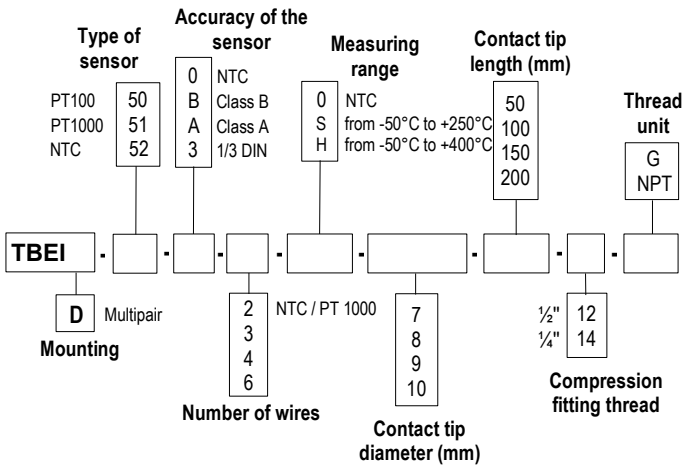 Type of
sensor
PT100 50
PT1000 51
NTC 52
Accuracy of the
sensor
0 NTC
B Class B
A Class A
3 1/3 DIN
Measuring
range
0 NTC
S from -50°C to +250°C
H from -50°C to +400°C
Contact tip
length (mm)
50
100
150
200
Thread
unit
G
NPT
TBEI - - - - - - - -
D Multipair
Mounting
2 NTC / PT 1000
3
4
6
Number of wires
7
8
9
10
Contact tip
diameter (mm)
½" 12
¼" 14
Compression
fitting thread